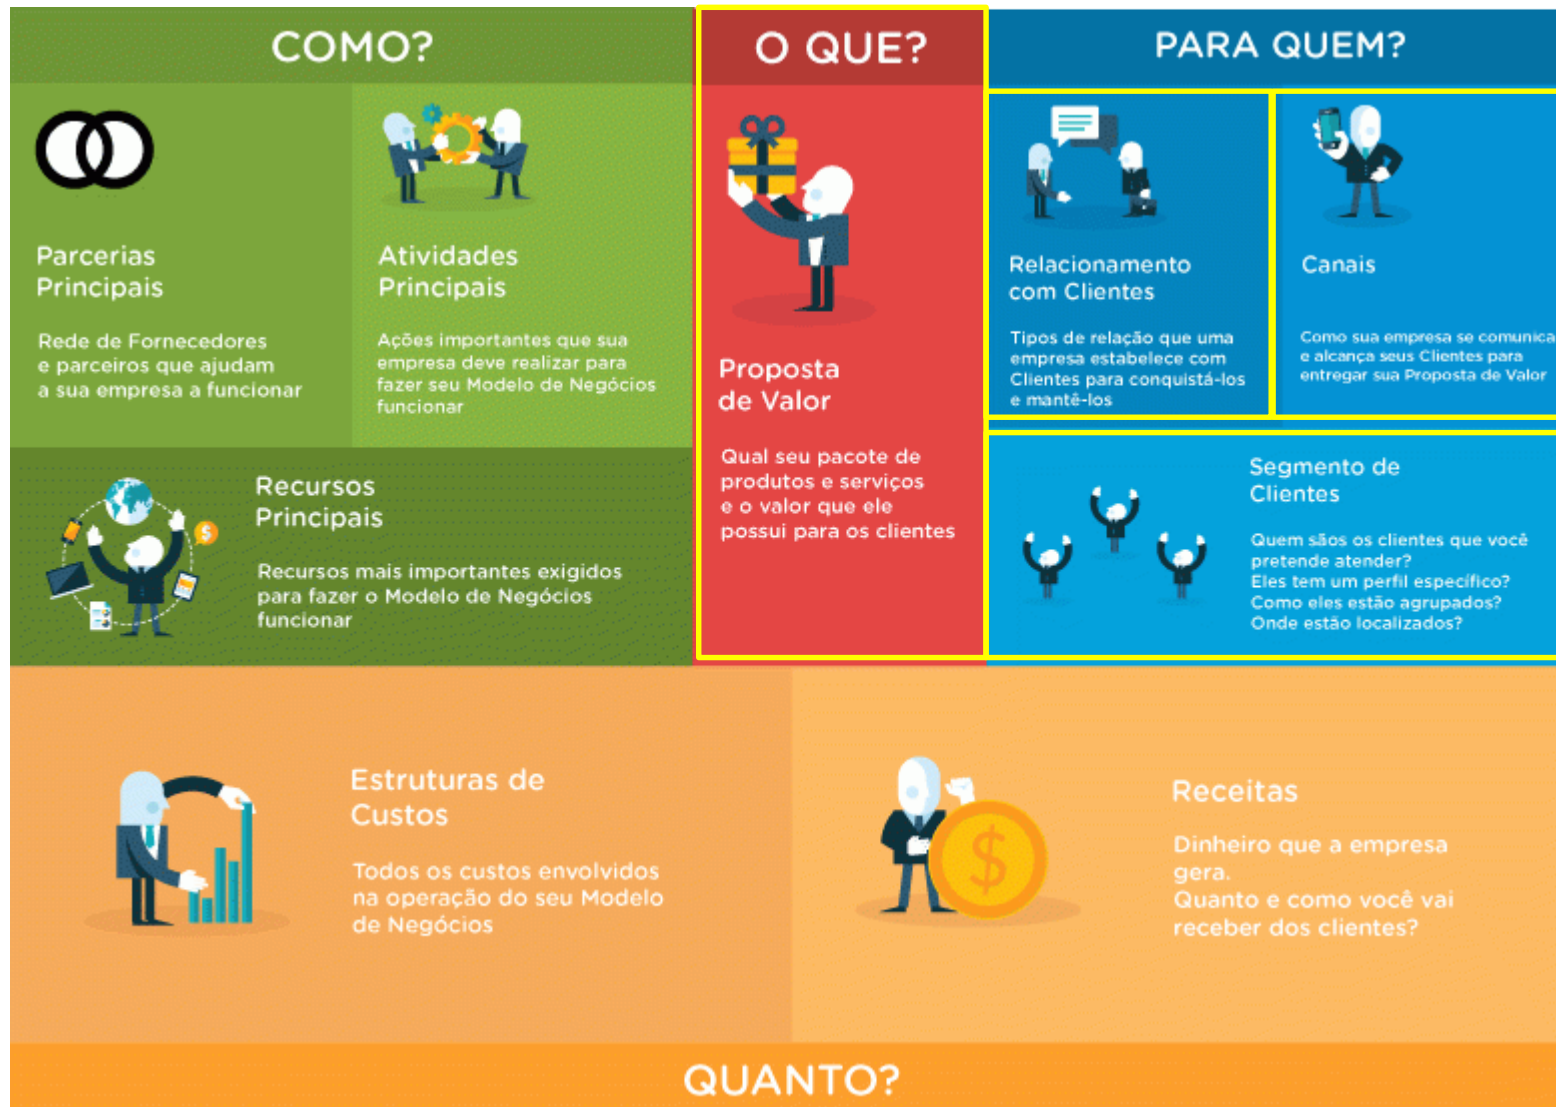 COMO?
Parcerias
Principais
Rede de Fornecedores
e parceiros que ajudam
a sua empresa a funcionar
Atividades
Principais
Ações importantes que sua
empresa deve realizar para
fazer seu Modelo de Negócios
funcionar
Recursos
Principais
Recursos mais importantes exigidos
para fazer o Modelo de Negócios
funcionar
O QUE?
Proposta
de Valor
Qual seu pacote de
produtos e serviços
e o valor que ele
possui para os clientes
PARA QUEM?
Relacionamento
com Clientes
Tipos de relação que uma
empresa estabelece com
Clientes para conquistá-los
e mantê-los
Canais
Como sua empresa se comunica
e alcança seus Clientes para
entregar sua Proposta de Valor
Segmento de
Clientes
Quem sãos os clientes que você
pretende atender?
Eles tem um perfil específico?
Como eles estão agrupados?
Onde estão localizados?
Estruturas de
Custos
Todos os custos envolvidos
na operação do seu Modelo
de Negócios
$
Receitas
Dinheiro que a empresa
gera.
Quanto e como você vai
receber dos clientes?
QUANTO?